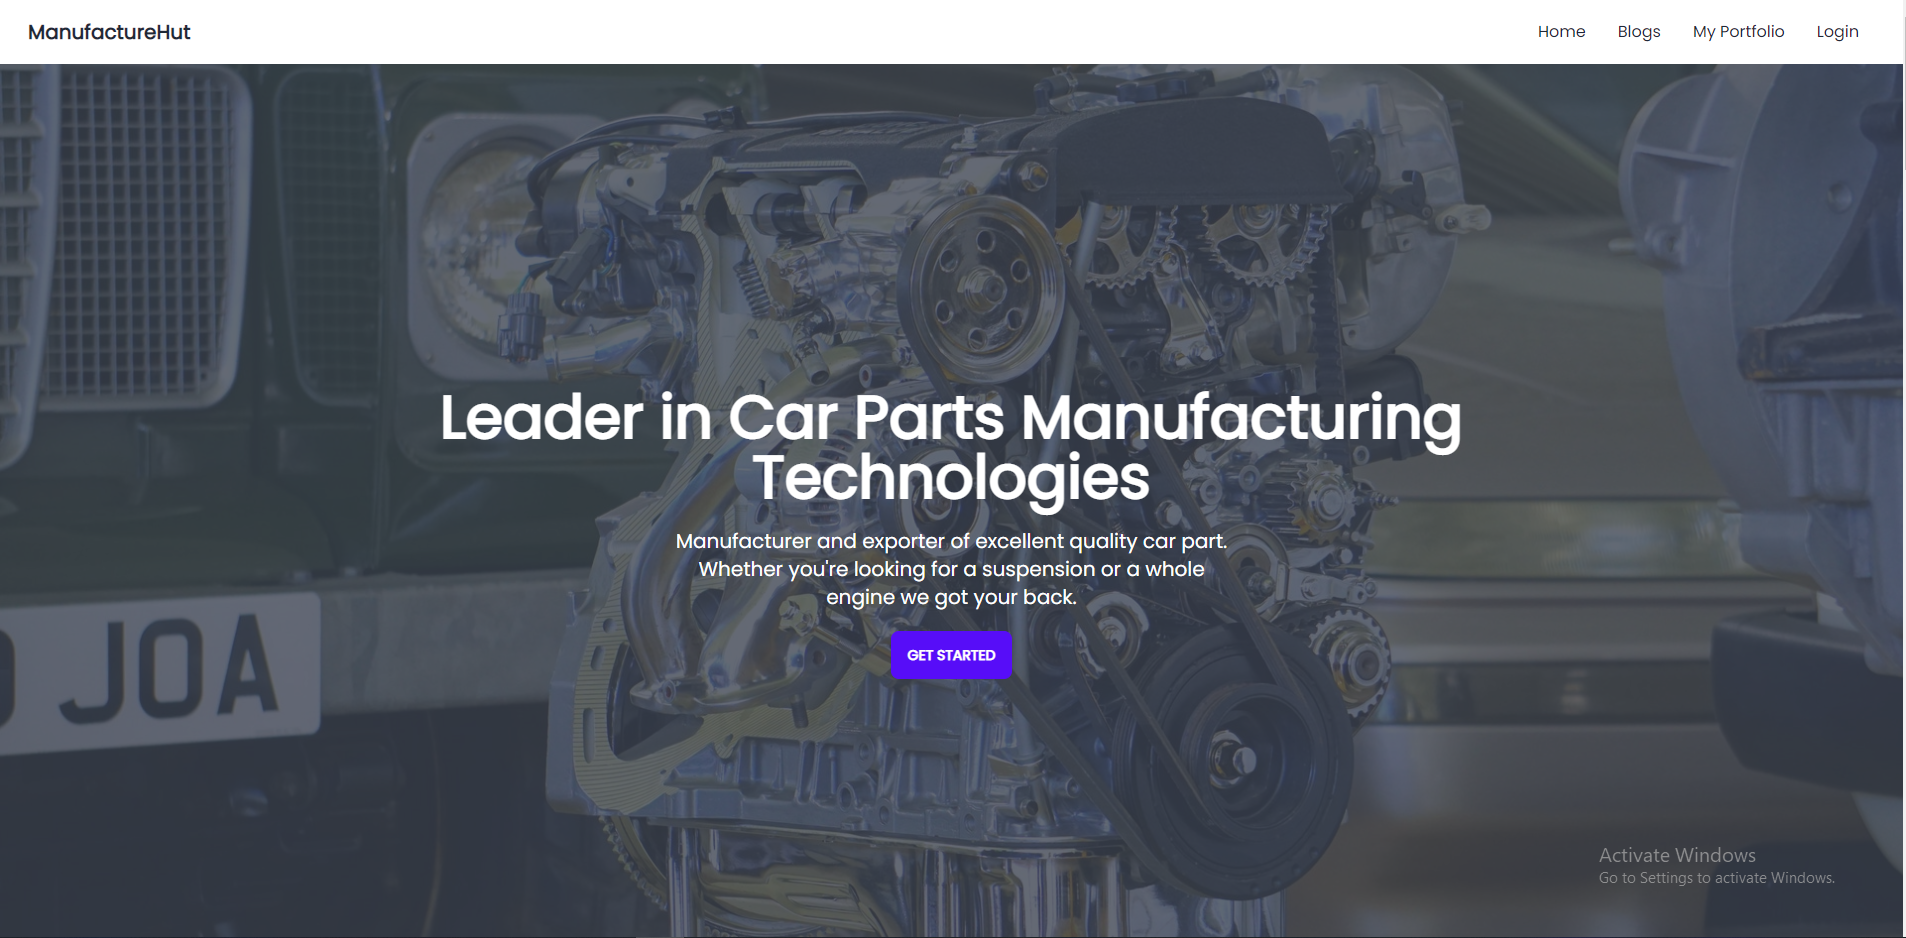 ManufactureHut
Home Blogs My Portfolio Login
Leader in Car Parts Manufacturing
Technologies
Manufacturer and exporter of excellent quality car part.
Whether you're looking for a suspension or a whole
engine we got your back.
GET STARTED
JOA
Activate Windows
Go to Settings to activate Windows.